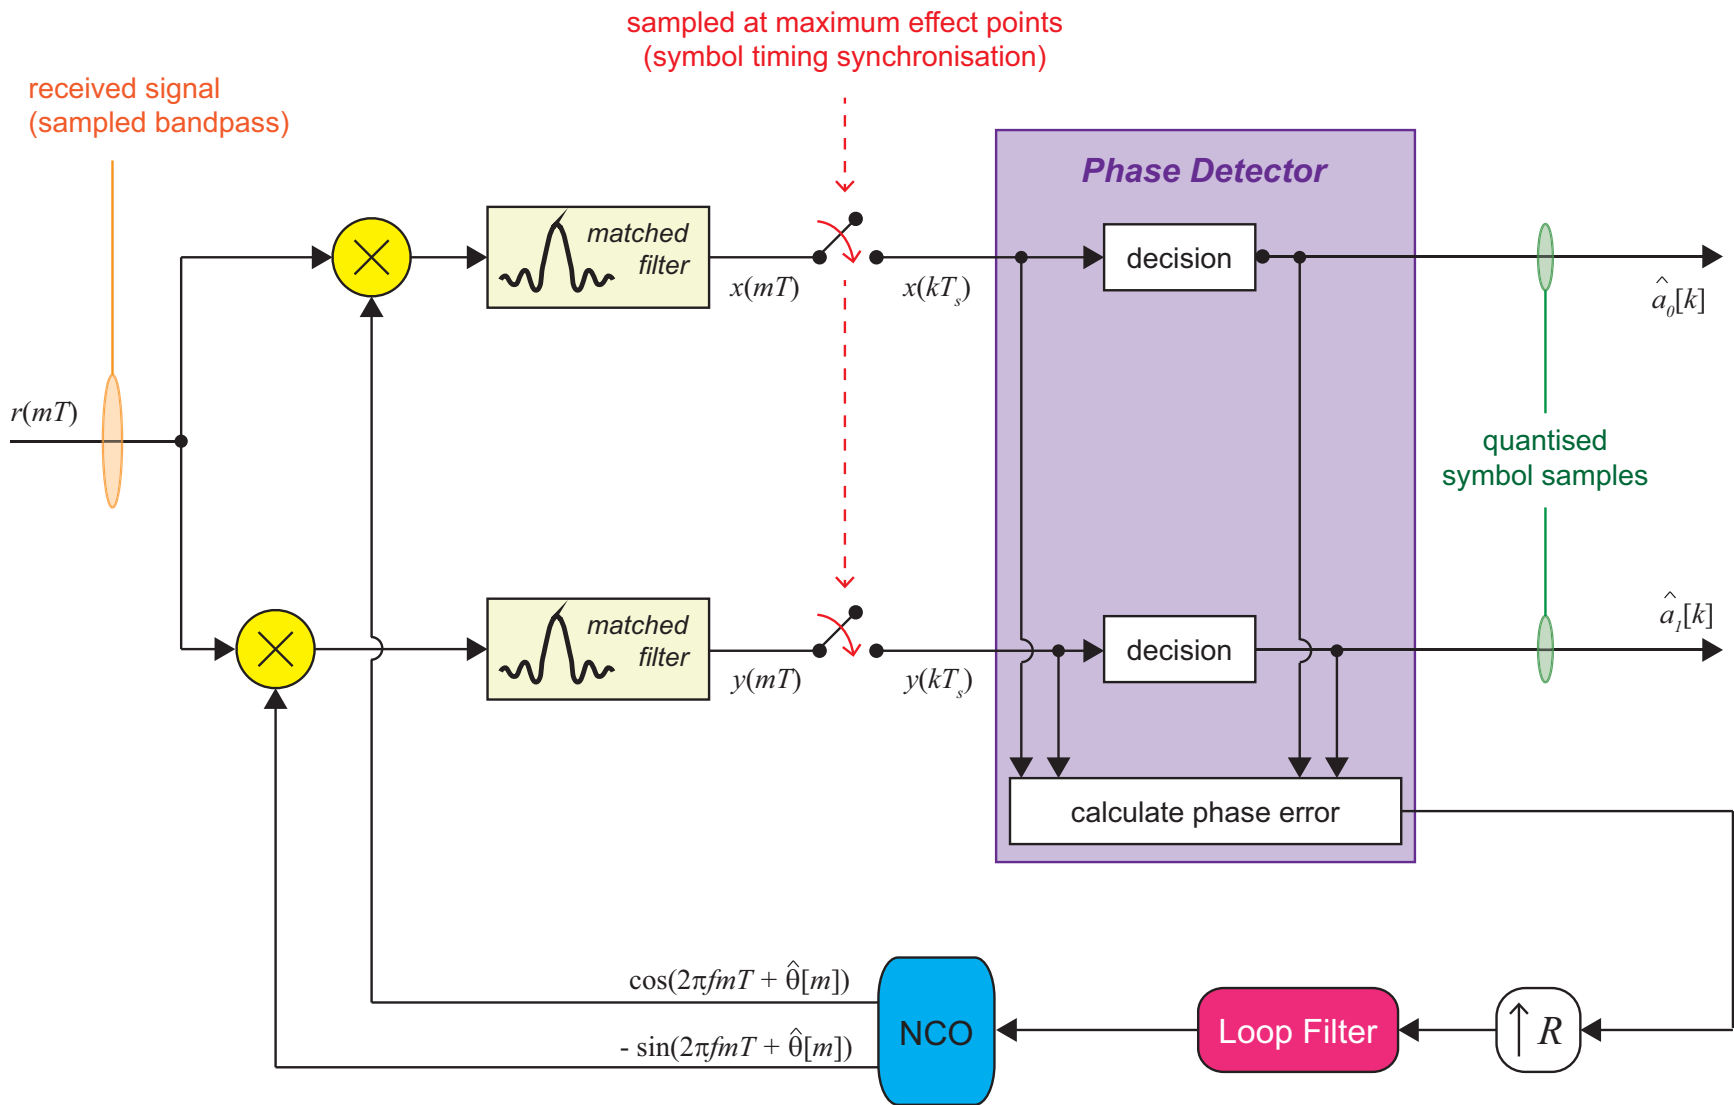 sampled at maximum effect points
(symbol timing synchronisation)
received signal
(sampled bandpass)
Phase Detector
matched
filter
x(mT)
x(kTₛ)
decision
â₀[k]
r(mT)
quantised
symbol samples
matched
filter
y(mT)
y(kTₛ)
decision
â₁[k]
calculate phase error
cos(2πfmT + θ̂[m])
- sin(2πfmT + θ̂[m])
NCO
Loop Filter
↑ R